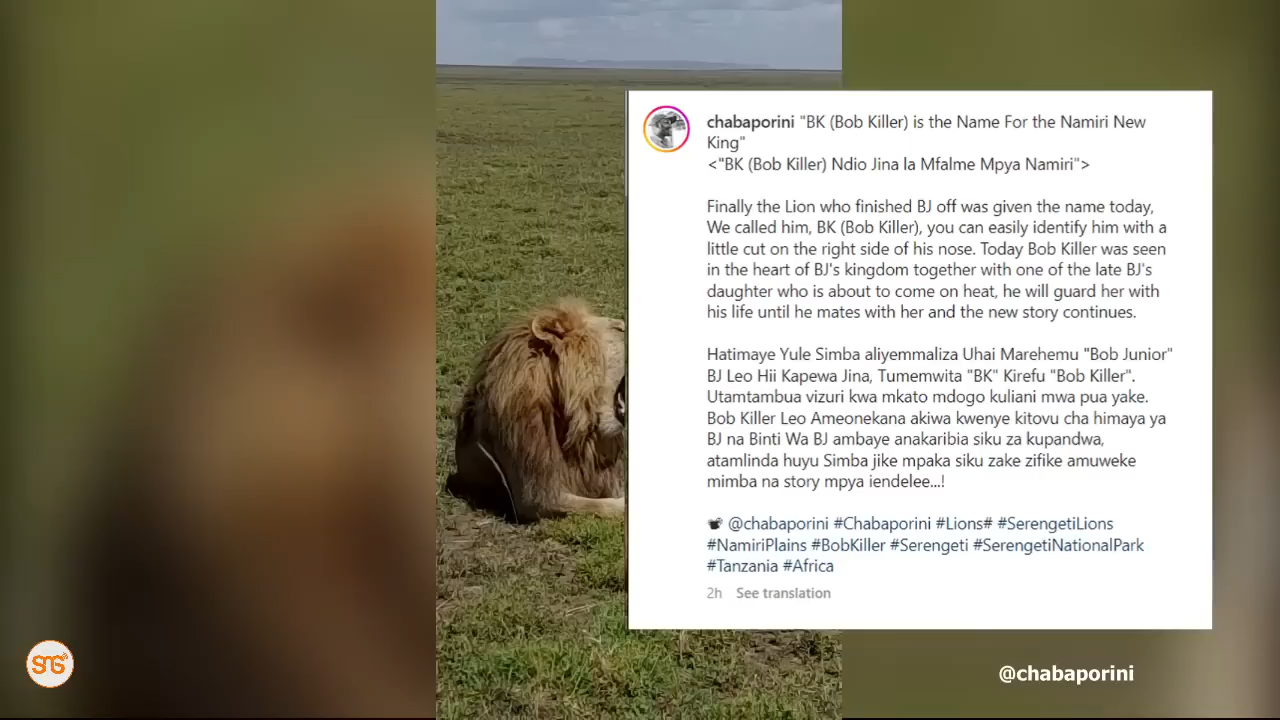 chabaporini "BK (Bob Killer) is the Name For the Namiri New
King"
<"BK (Bob Killer) Ndio Jina la Mfalme Mpya Namiri">
Finally the Lion who finished BJ off was given the name today,
We called him, BK (Bob Killer), you can easily identify him with a
little cut on the right side of his nose. Today Bob Killer was seen
in the heart of BJ's kingdom together with one of the late BJ's
daughter who is about to come on heat, he will guard her with
his life until he mates with her and the new story continues.
Hatimaye Yule Simba aliyemmaliza Uhai Marehemu "Bob Junior"
BJ Leo Hii Kapewa Jina, Tumemwita "BK" Kirefu "Bob Killer".
Utamtambua vizuri kwa mkato mdogo kuliani mwa pua yake.
Bob Killer Leo Ameonekana akiwa kwenye kitovu cha himaya ya
BJ na Binti Wa BJ ambaye anakaribia siku za kupandwa,
atamlinda huyu Simba jike mpaka siku zake zifike amuweke
mimba na story mpya iendelee...!
@chabaporini #Chabaporini #Lions# #SerengetiLions
#NamiriPlains #BobKiller #Serengeti #SerengetiNationalPark
#Tanzania #Africa
2h See translation
SNG
@chabaporini